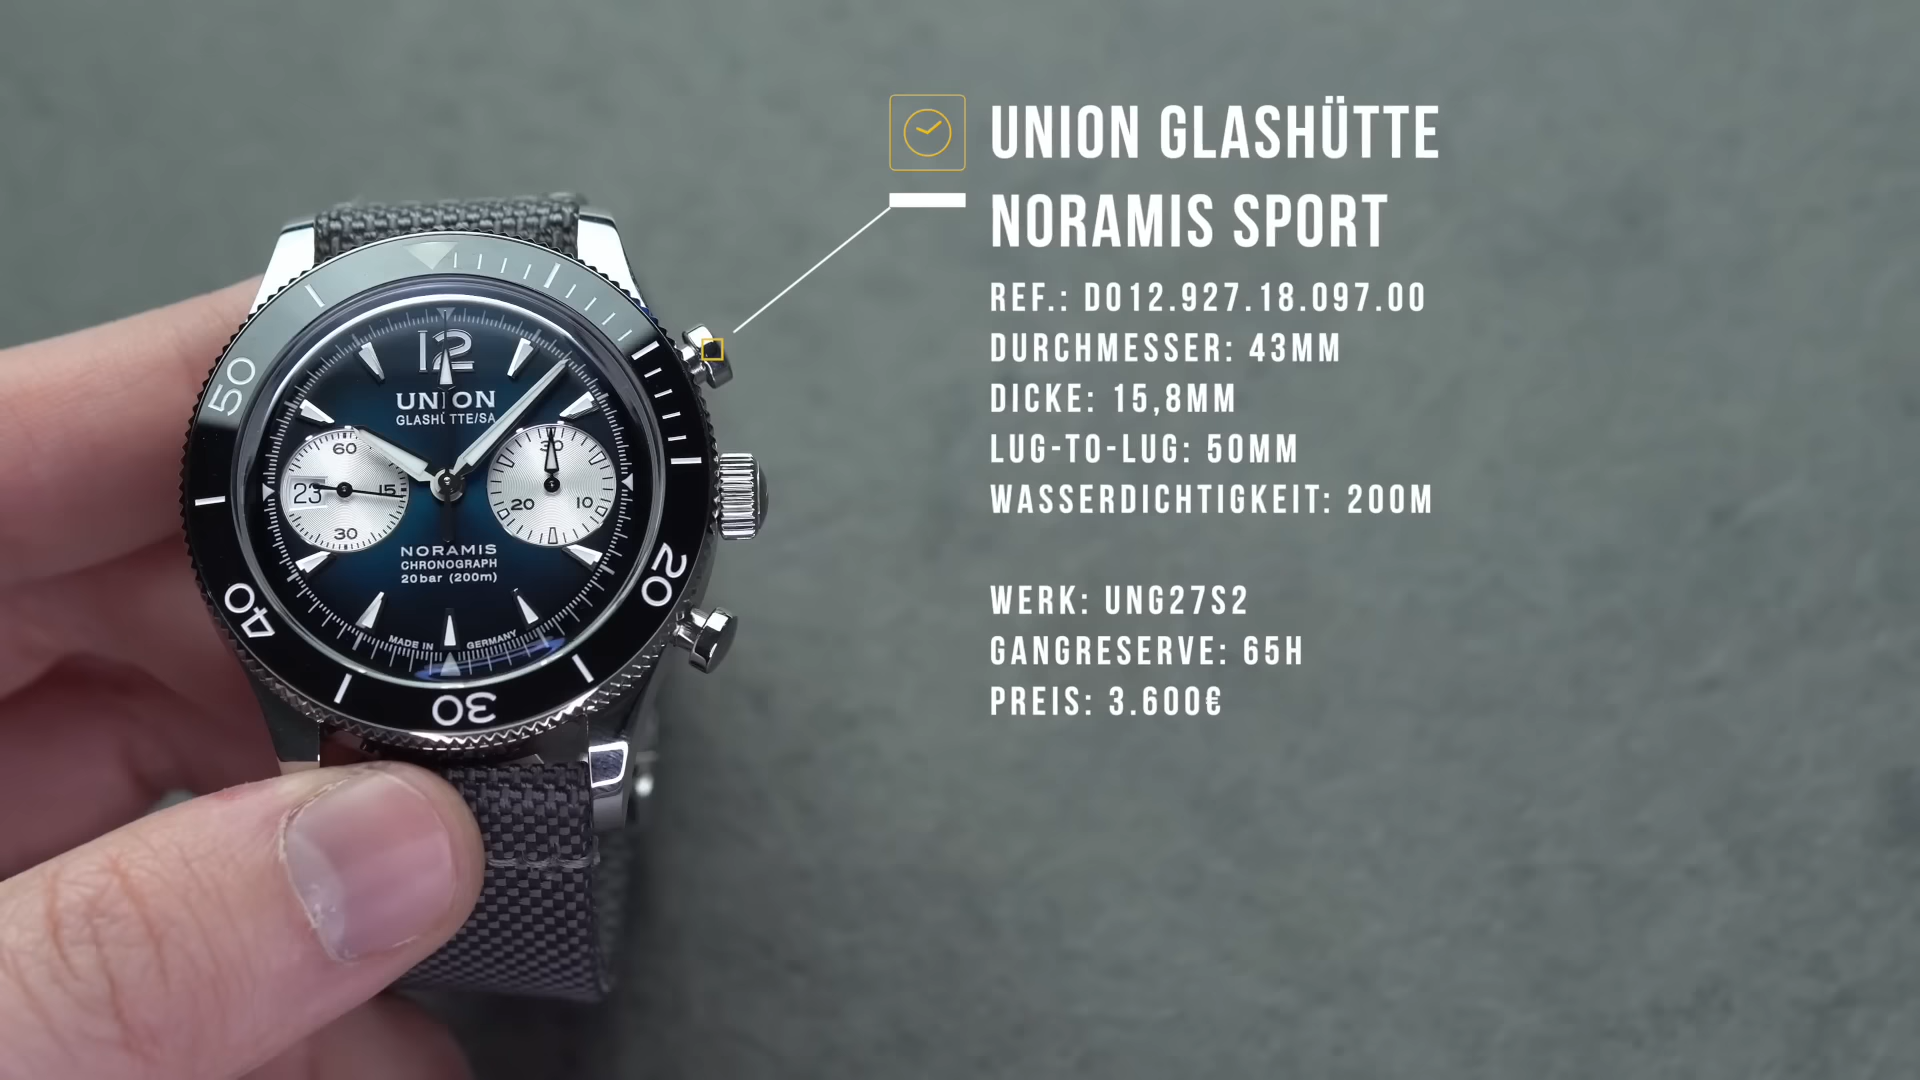 UNION GLASHÜTTE
NORAMIS SPORT
REF.: D012.927.18.097.00
DURCHMESSER: 43MM
DICKE: 15,8MM
LUG-TO-LUG: 50MM
WASSERDICHTIGKEIT: 200M
WERK: UNG27S2
GANGRESERVE: 65H
PREIS: 3.600€
50
40
30
20
12
UNION
GLASHÜTTE/SA
60
15
30
23
30
10
20
NORAMIS
CHRONOGRAPH
20bar (200m)
MADE IN GERMANY